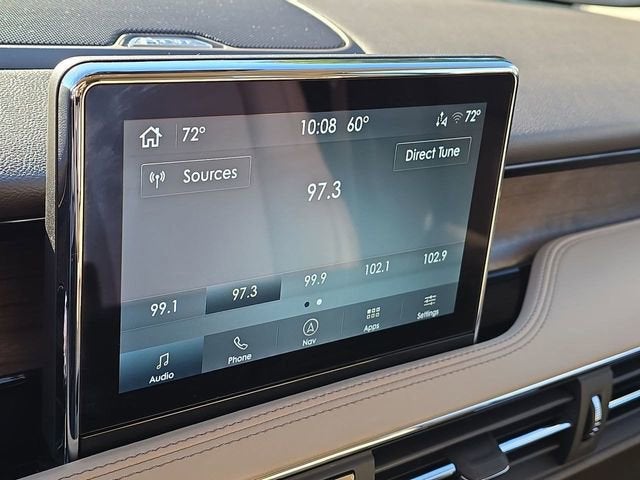 72° 10:08 60° 72°
Sources Direct Tune
97.3
99.1 97.3 99.9 102.1 102.9
Audio Phone Nav Apps Settings